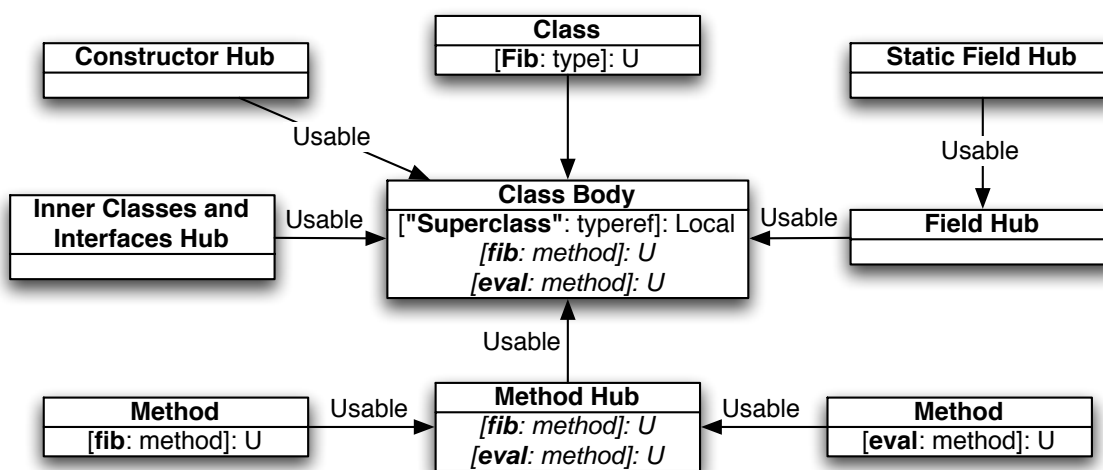 Class
[Fib: type]: U
Constructor Hub
Static Field Hub
Usable
Usable
Class Body
["Superclass": typeref]: Local
[fib: method]: U
[eval: method]: U
Inner Classes and
Interfaces Hub
Usable
Usable
Field Hub
Usable
Method
[fib: method]: U
Usable
Method Hub
[fib: method]: U
[eval: method]: U
Usable
Method
[eval: method]: U